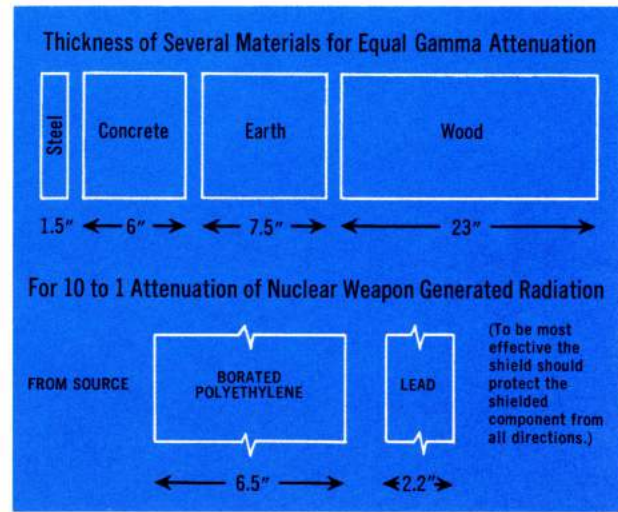 Thickness of Several Materials for Equal Gamma Attenuation
Steel
Concrete
Earth
Wood
1.5″
6″
7.5″
23″
For 10 to 1 Attenuation of Nuclear Weapon Generated Radiation
FROM SOURCE
BORATED
POLYETHYLENE
LEAD
(To be most
effective the
shield should
protect the
shielded
component from
all directions.)
6.5″
2.2″